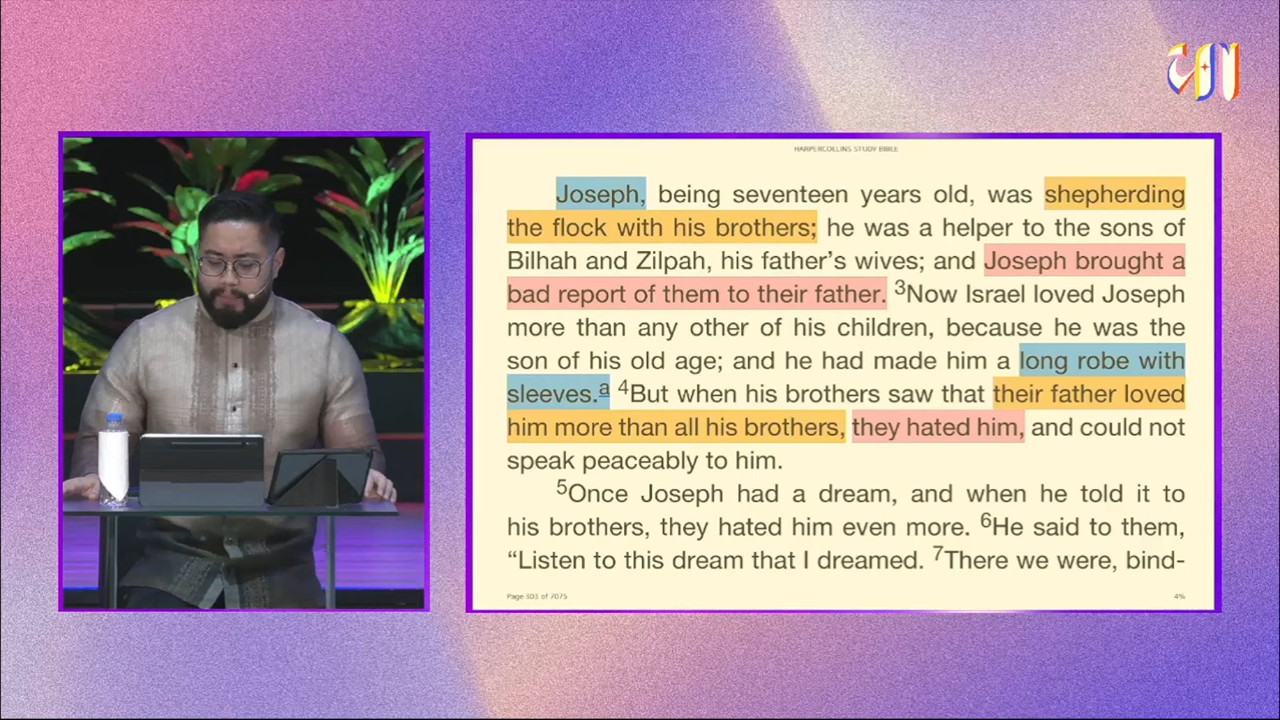 HARPERCOLLINS STUDY BIBLE
Joseph, being seventeen years old, was shepherding
the flock with his brothers; he was a helper to the sons of
Bilhah and Zilpah, his father’s wives; and Joseph brought a
bad report of them to their father. ³Now Israel loved Joseph
more than any other of his children, because he was the
son of his old age; and he had made him a long robe with
sleeves.ª ⁴But when his brothers saw that their father loved
him more than all his brothers, they hated him, and could not
speak peaceably to him.
⁵Once Joseph had a dream, and when he told it to
his brothers, they hated him even more. ⁶He said to them,
“Listen to this dream that I dreamed. ⁷There we were, bind-
Page 303 of 7075
4%